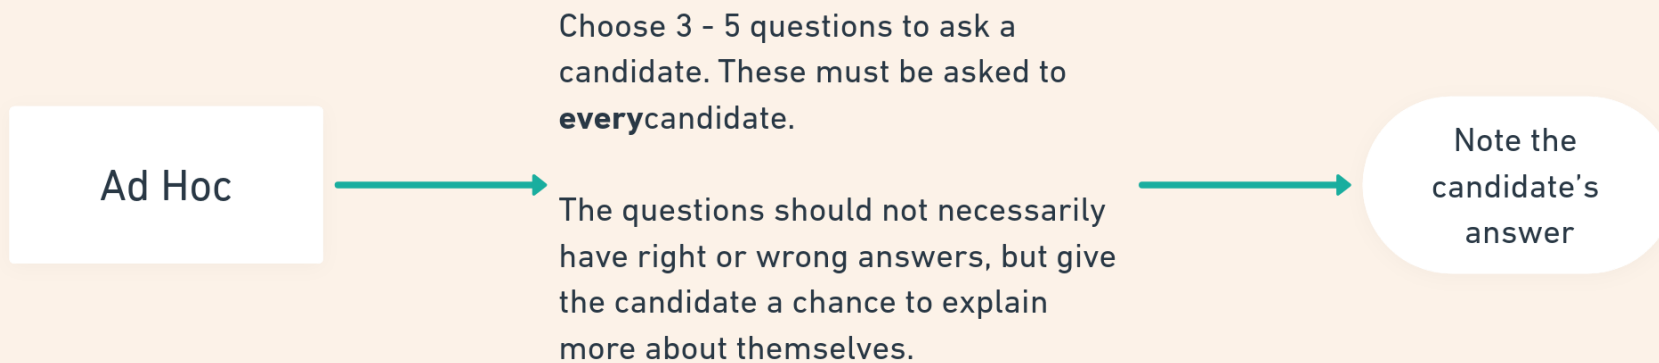 Ad Hoc
Choose 3 - 5 questions to ask a
candidate. These must be asked to
everycandidate.
The questions should not necessarily
have right or wrong answers, but give
the candidate a chance to explain
more about themselves.
Note the
candidate’s
answer